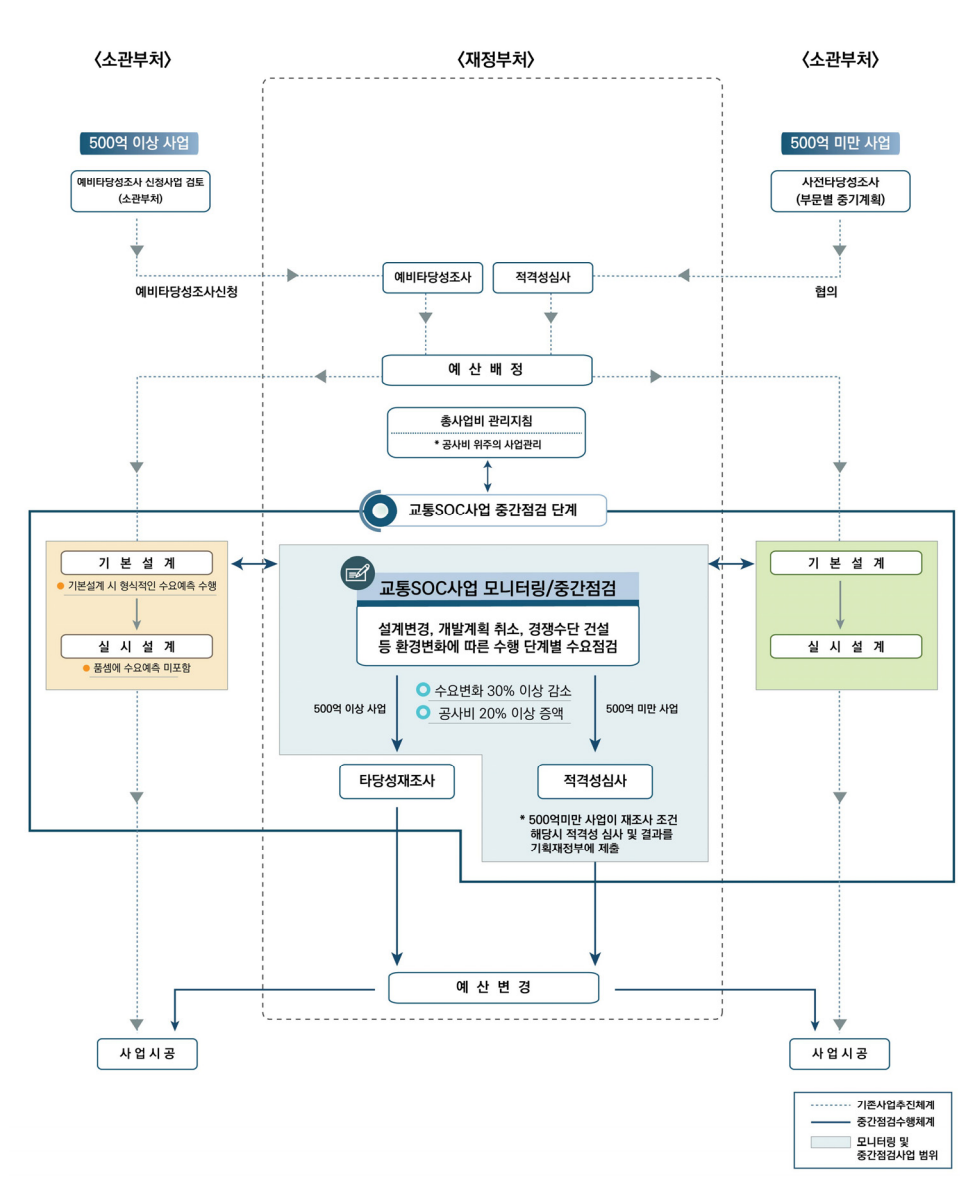 〈소관부처〉
〈재정부처〉
〈소관부처〉
500억 이상 사업
500억 미만 사업
예비타당성조사 신청사업 검토
(소관부처)
사전타당성조사
(부문별 중기계획)
예비타당성조사
적격성심사
예비타당성조사신청
협의
예 산 배 정
총사업비 관리지침
* 공사비 위주의 사업관리
교통SOC사업 중간점검 단계
기 본 설 계
기본설계 시 형식적인 수요예측 수행
실 시 설 계
품셈에 수요예측 미포함
교통SOC사업 모니터링/중간점검
설계변경, 개발계획 취소, 경쟁수단 건설
등 환경변화에 따른 수행 단계별 수요점검
수요변화 30% 이상 감소
공사비 20% 이상 증액
500억 이상 사업
500억 미만 사업
기 본 설 계
실 시 설 계
타당성재조사
적격성심사
* 500억미만 사업이 재조사 조건
해당시 적격성 심사 및 결과를
기획재정부에 제출
예 산 변 경
사 업 시 공
사 업 시 공
기존사업추진체계
중간점검수행체계
모니터링 및
중간점검사업 범위